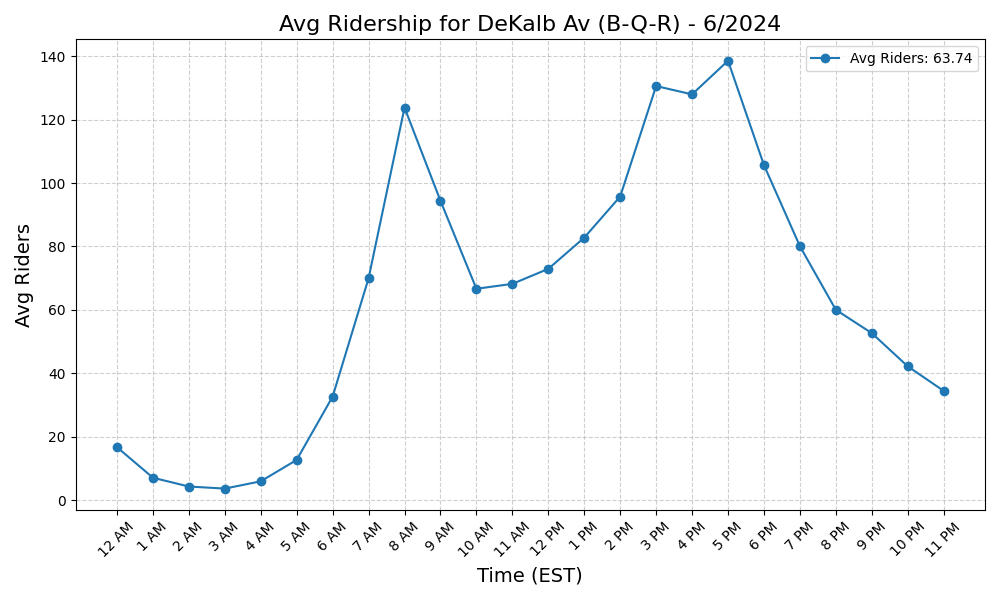 Avg Ridership for DeKalb Av (B-Q-R) - 6/2024
Avg Riders: 63.74
Avg Riders
140
120
100
80
60
40
20
0
12 AM
1 AM
2 AM
3 AM
4 AM
5 AM
6 AM
7 AM
8 AM
9 AM
10 AM
11 AM
12 PM
1 PM
2 PM
3 PM
4 PM
5 PM
6 PM
7 PM
8 PM
9 PM
10 PM
11 PM
Time (EST)